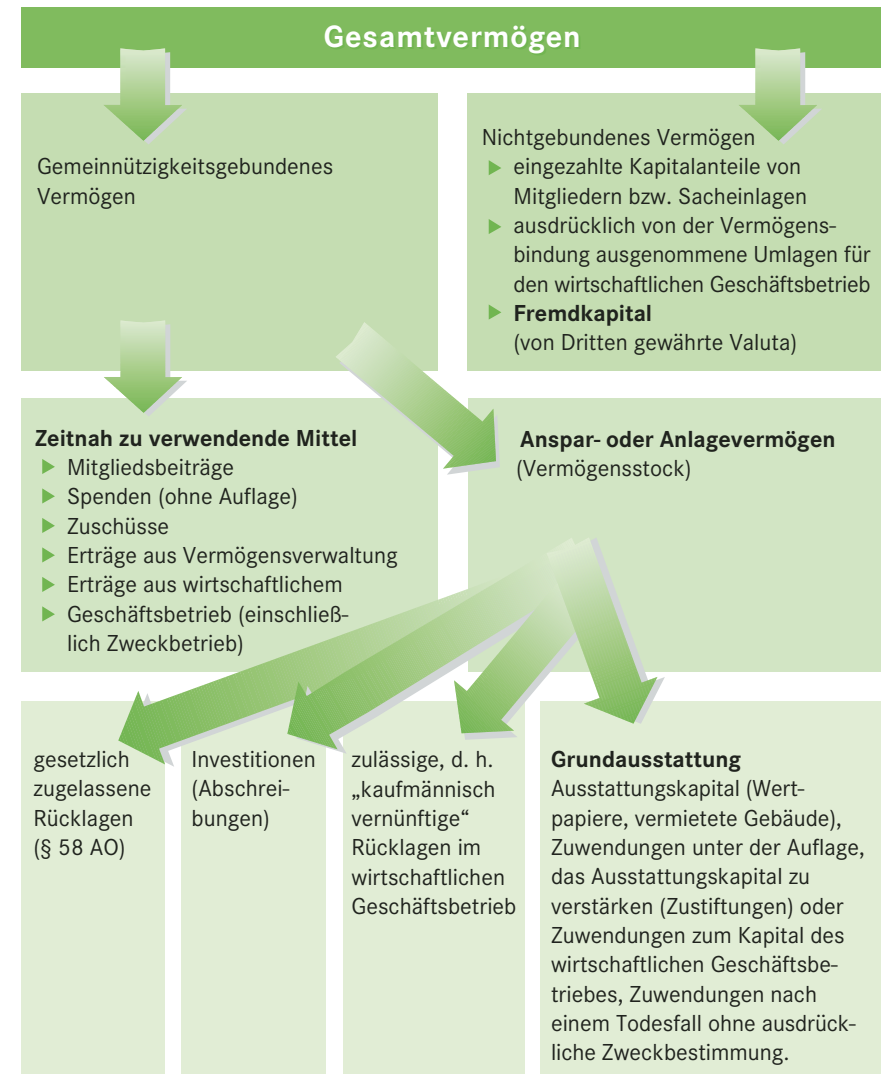 Gesamtvermögen
Gemeinnützigkeitsgebundenes
Vermögen
Nichtgebundenes Vermögen
eingezahlte Kapitalanteile von
Mitgliedern bzw. Sacheinlagen
ausdrücklich von der Vermögens-
bindung ausgenommene Umlagen für
den wirtschaftlichen Geschäftsbetrieb
Fremdkapital
(von Dritten gewährte Valuta)
Zeitnah zu verwendende Mittel
Mitgliedsbeiträge
Spenden (ohne Auflage)
Zuschüsse
Erträge aus Vermögensverwaltung
Erträge aus wirtschaftlichem
Geschäftsbetrieb (einschließ-
lich Zweckbetrieb)
Anspar- oder Anlagevermögen
(Vermögensstock)
gesetzlich
zugelassene
Rücklagen
(§ 58 AO)
Investitionen
(Abschrei-
bungen)
zulässige, d. h.
„kaufmännisch
vernünftige“
Rücklagen im
wirtschaftlichen
Geschäftsbetrieb
Grundausstattung
Ausstattungskapital (Wert-
papiere, vermietete Gebäude),
Zuwendungen unter der Auflage,
das Ausstattungskapital zu
verstärken (Zustiftungen) oder
Zuwendungen zum Kapital des
wirtschaftlichen Geschäftsbe-
triebes, Zuwendungen nach
einem Todesfall ohne ausdrück-
liche Zweckbestimmung.